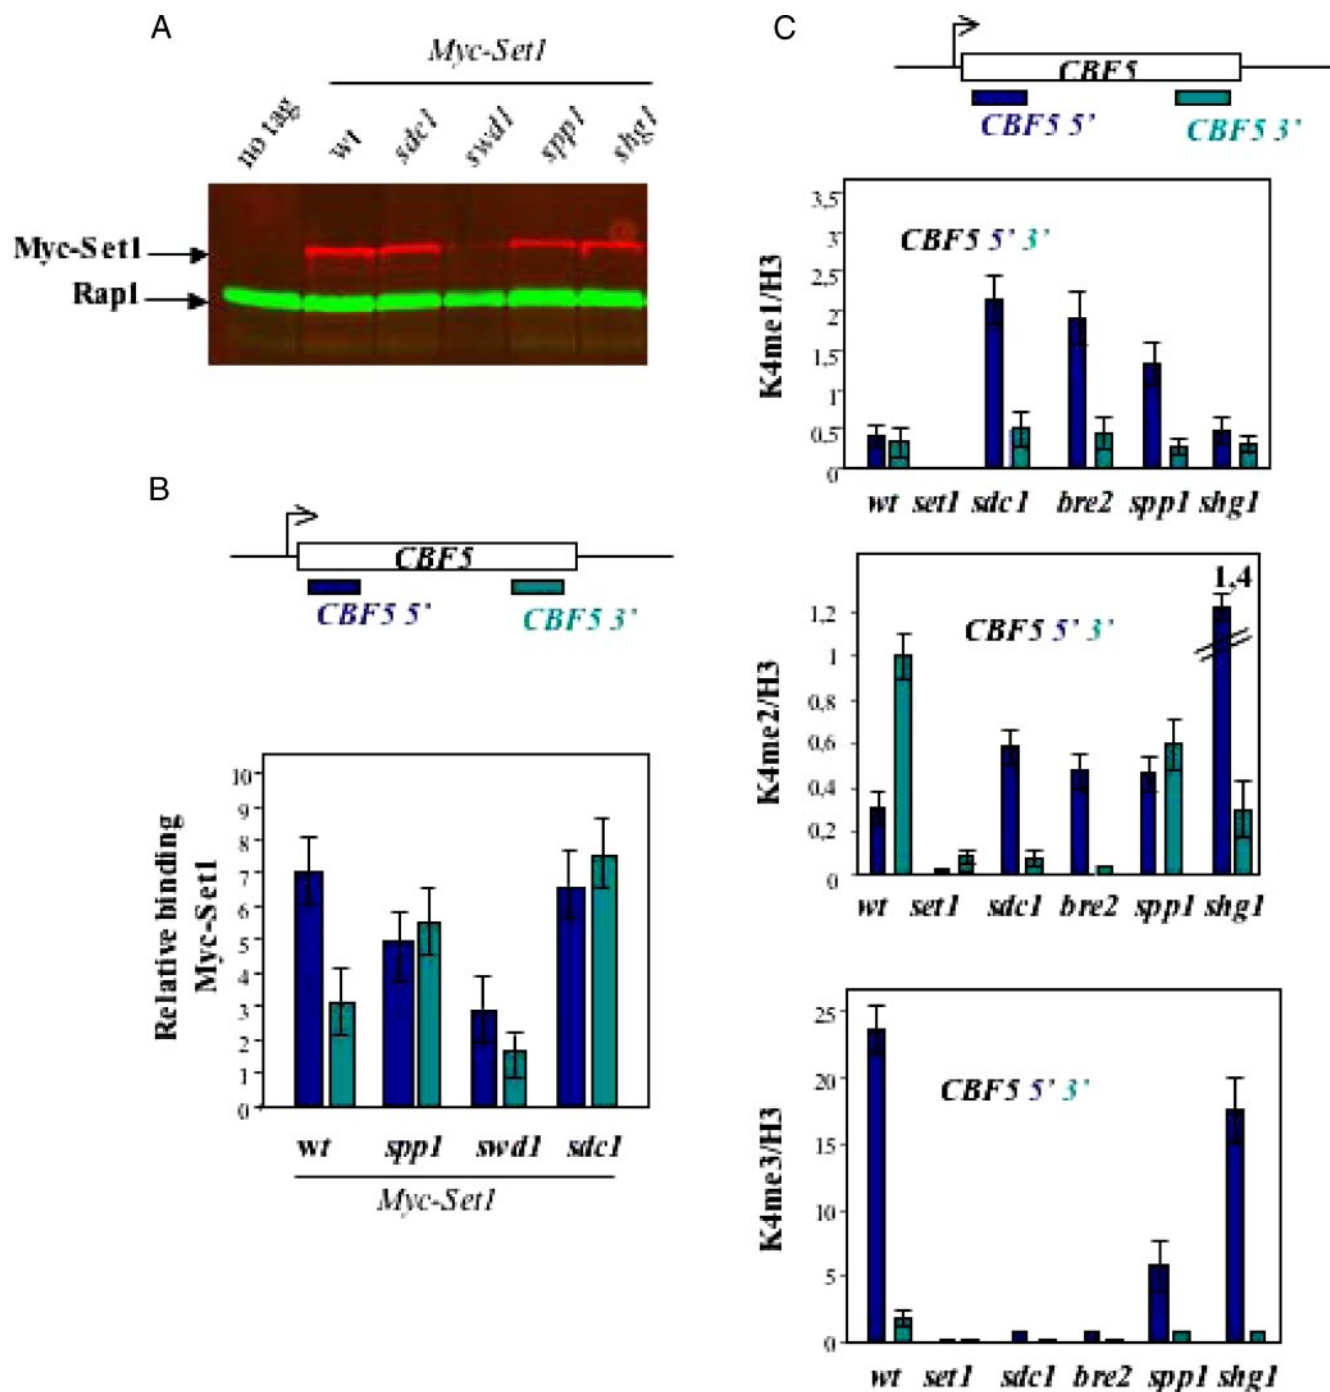 A
Myc-Set1
no tag wt sdc1 swd1 spp1 shg1
Myc-Set1
Rap1
B
CBF5
CBF5 5’ CBF5 3’
Relative binding
Myc-Set1
10
9
8
7
6
5
4
3
2
1
0
wt spp1 swd1 sdc1
Myc-Set1
C
CBF5
CBF5 5’ CBF5 3’
K4me1/H3
3,5
3
2,5
2
1,5
1
0,5
0
CBF5 5’ 3’
wt set1 sdc1 bre2 spp1 shg1
K4me2/H3
1,2
1
0,8
0,6
0,4
0,2
0
CBF5 5’ 3’
1,4
wt set1 sdc1 bre2 spp1 shg1
K4me3/H3
25
20
15
10
5
0
CBF5 5’ 3’
wt set1 sdc1 bre2 spp1 shg1